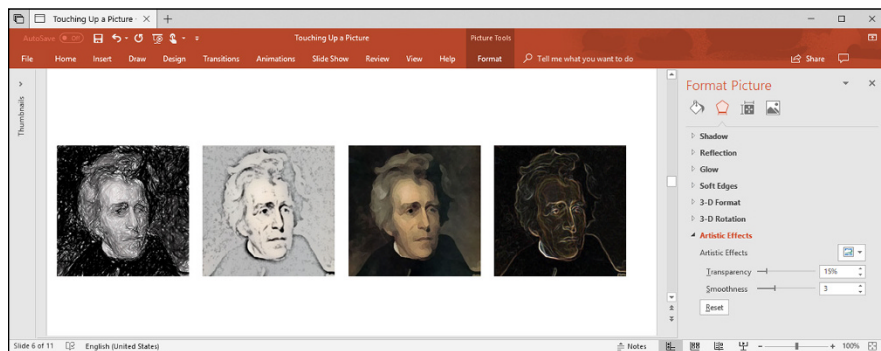 Touching Up a Picture
AutoSave Off
Touching Up a Picture
Picture Tools
File Home Insert Draw Design Transitions Animations Slide Show Review View Help Format Tell me what you want to do Share
Thumbnails
Format Picture
Shadow
Reflection
Glow
Soft Edges
3-D Format
3-D Rotation
Artistic Effects
Artistic Effects
Transparency 15%
Smoothness 3
Reset
Slide 6 of 11 English (United States) Notes 100%